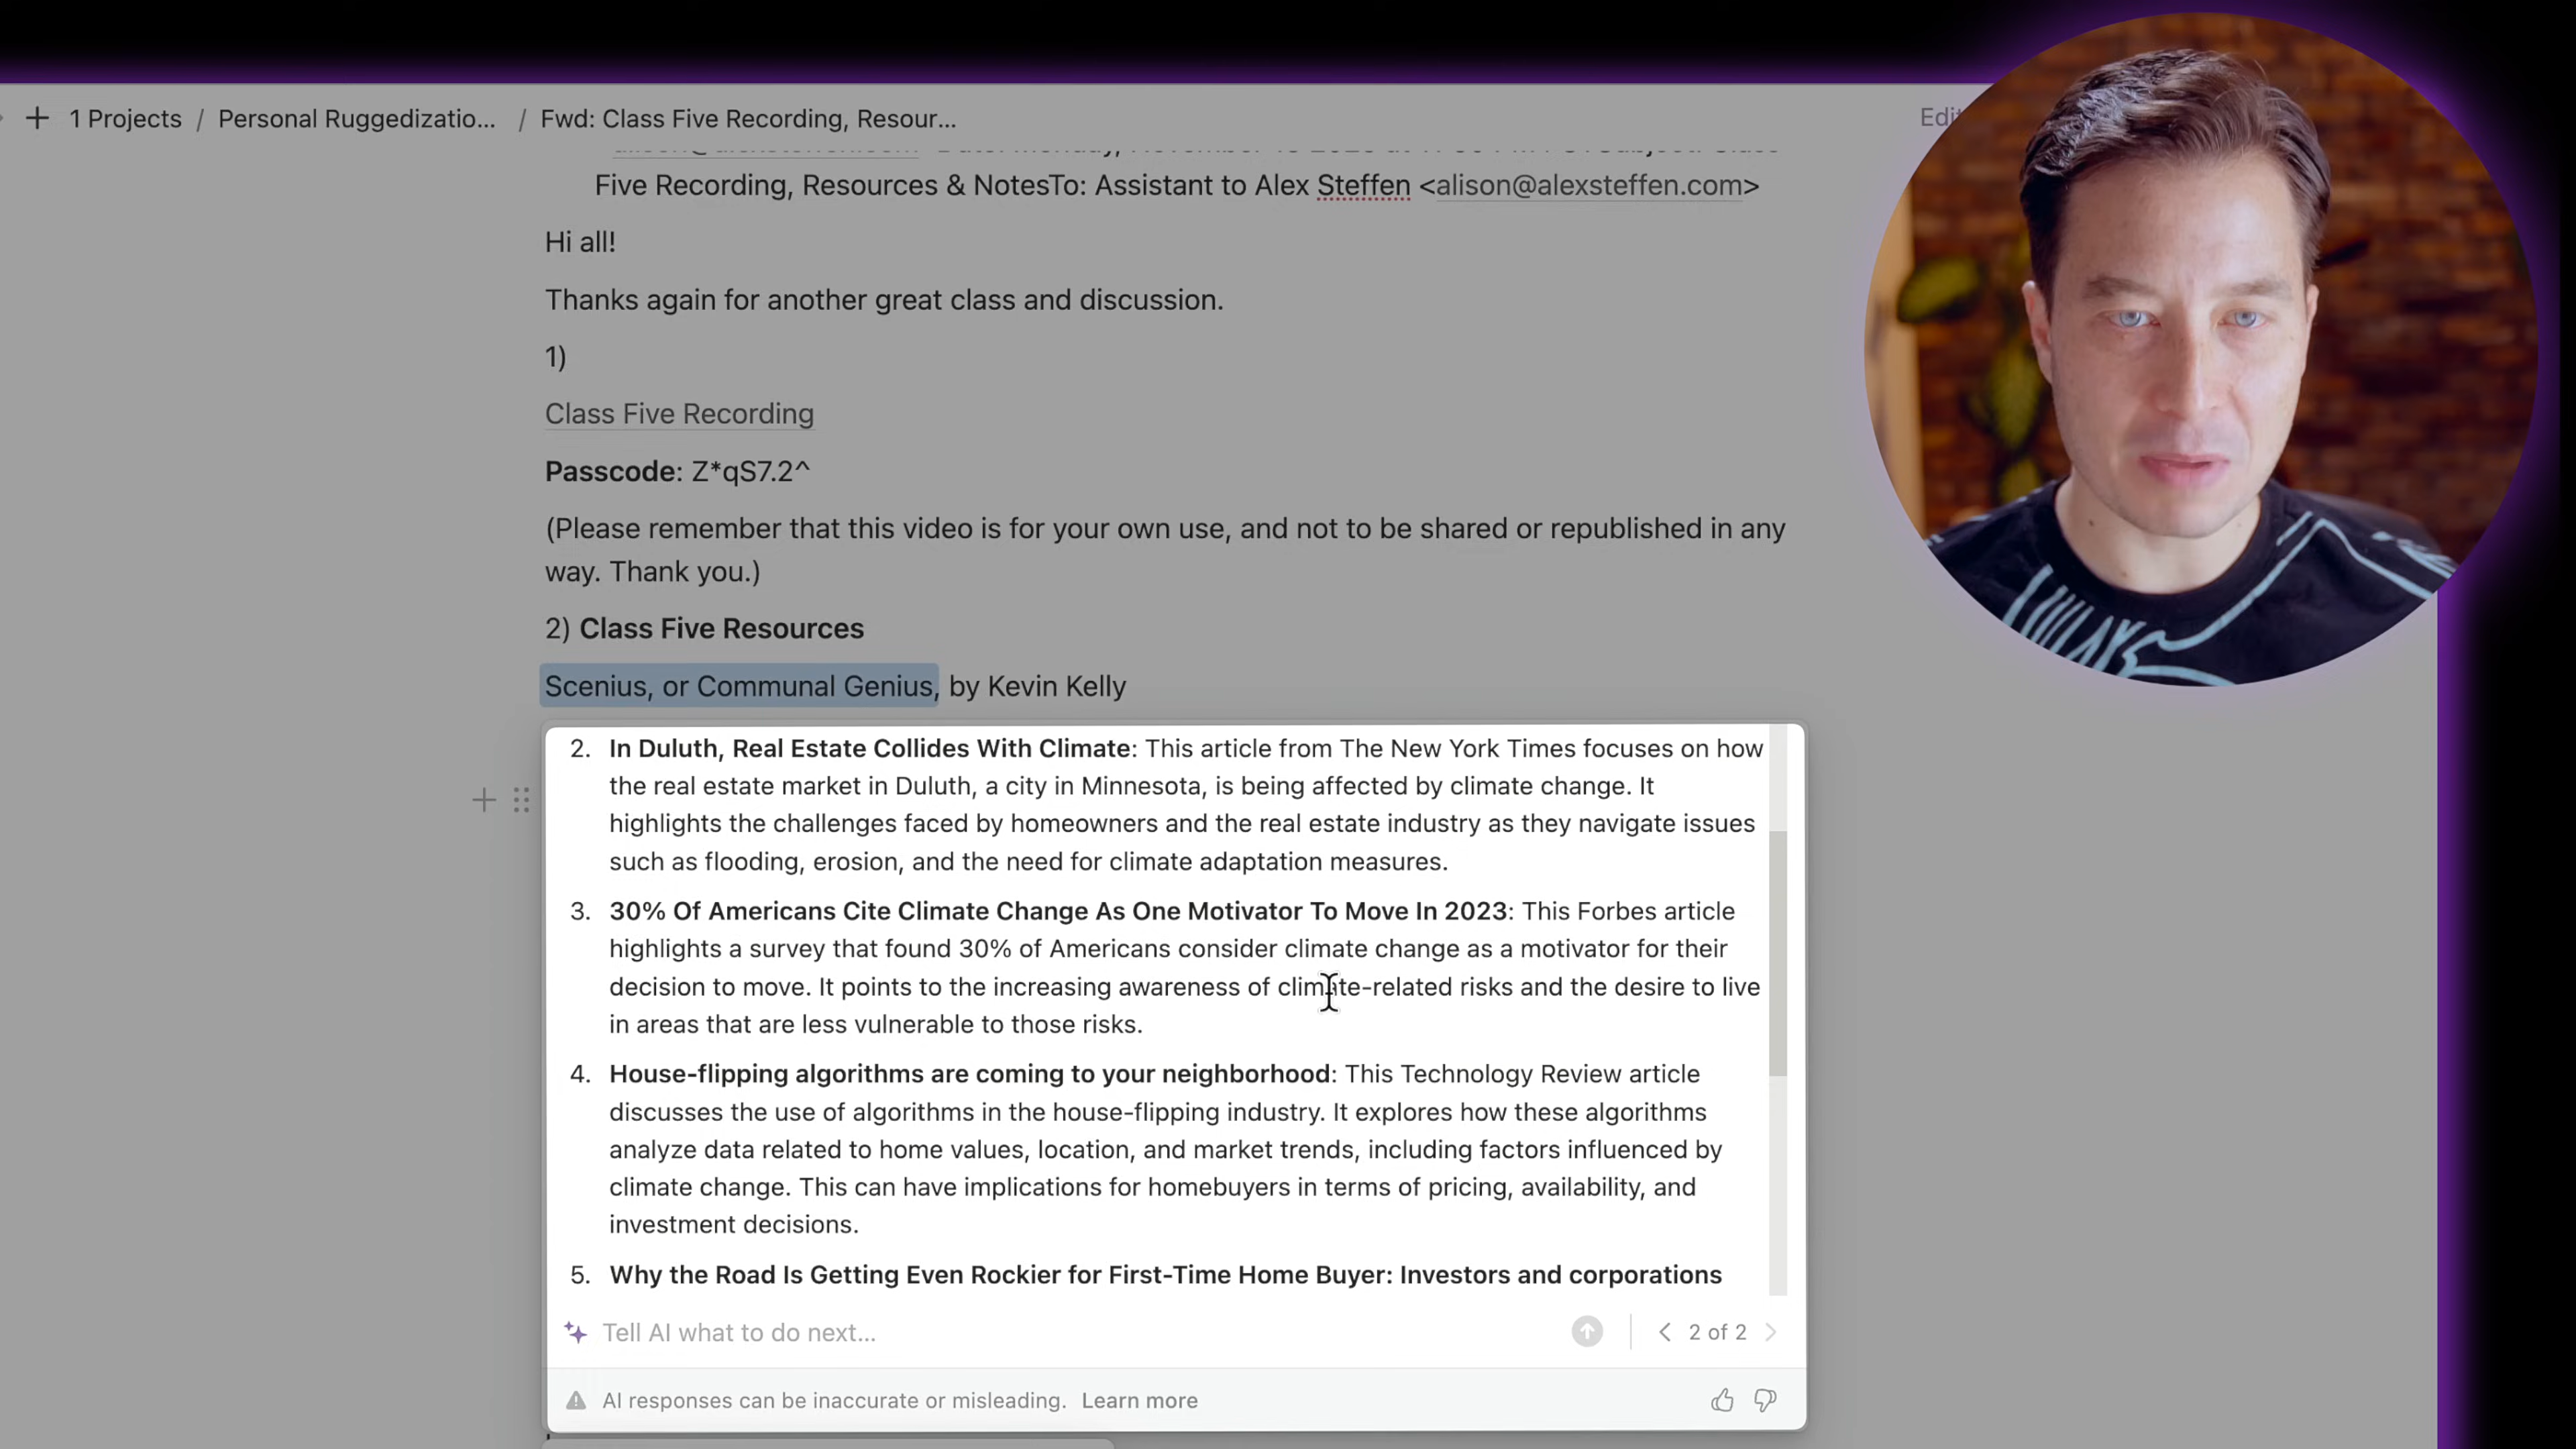 1 Projects / Personal Ruggedizatio... / Fwd: Class Five Recording, Resour...
Five Recording, Resources & NotesTo: Assistant to Alex Steffen <alison@alexsteffen.com>
Hi all!
Thanks again for another great class and discussion.
1)
Class Five Recording
Passcode: Z*qS7.2^
(Please remember that this video is for your own use, and not to be shared or republished in any
way. Thank you.)
2) Class Five Resources
Scenius, or Communal Genius, by Kevin Kelly
2. In Duluth, Real Estate Collides With Climate: This article from The New York Times focuses on how
the real estate market in Duluth, a city in Minnesota, is being affected by climate change. It
highlights the challenges faced by homeowners and the real estate industry as they navigate issues
such as flooding, erosion, and the need for climate adaptation measures.
3. 30% Of Americans Cite Climate Change As One Motivator To Move In 2023: This Forbes article
highlights a survey that found 30% of Americans consider climate change as a motivator for their
decision to move. It points to the increasing awareness of climate-related risks and the desire to live
in areas that are less vulnerable to those risks.
4. House-flipping algorithms are coming to your neighborhood: This Technology Review article
discusses the use of algorithms in the house-flipping industry. It explores how these algorithms
analyze data related to home values, location, and market trends, including factors influenced by
climate change. This can have implications for homebuyers in terms of pricing, availability, and
investment decisions.
5. Why the Road Is Getting Even Rockier for First-Time Home Buyer: Investors and corporations
Tell AI what to do next...
2 of 2
AI responses can be inaccurate or misleading. Learn more